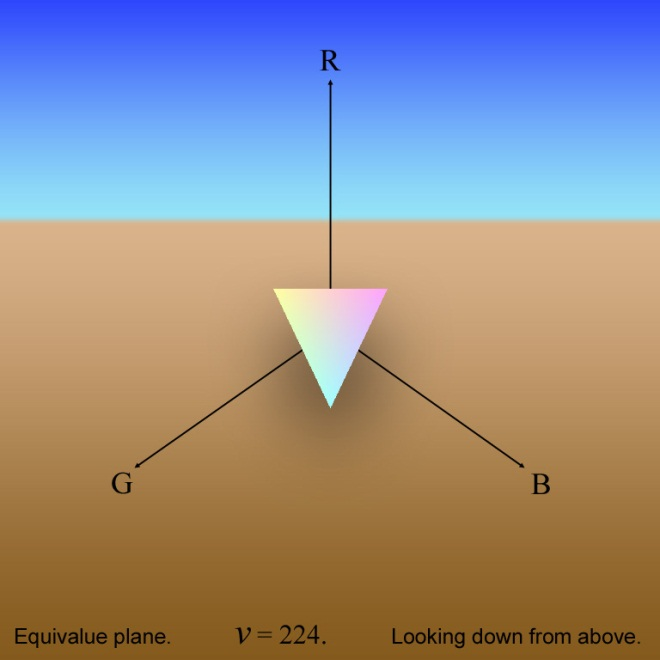 R
G
B
Equivalue plane. v = 224. Looking down from above.